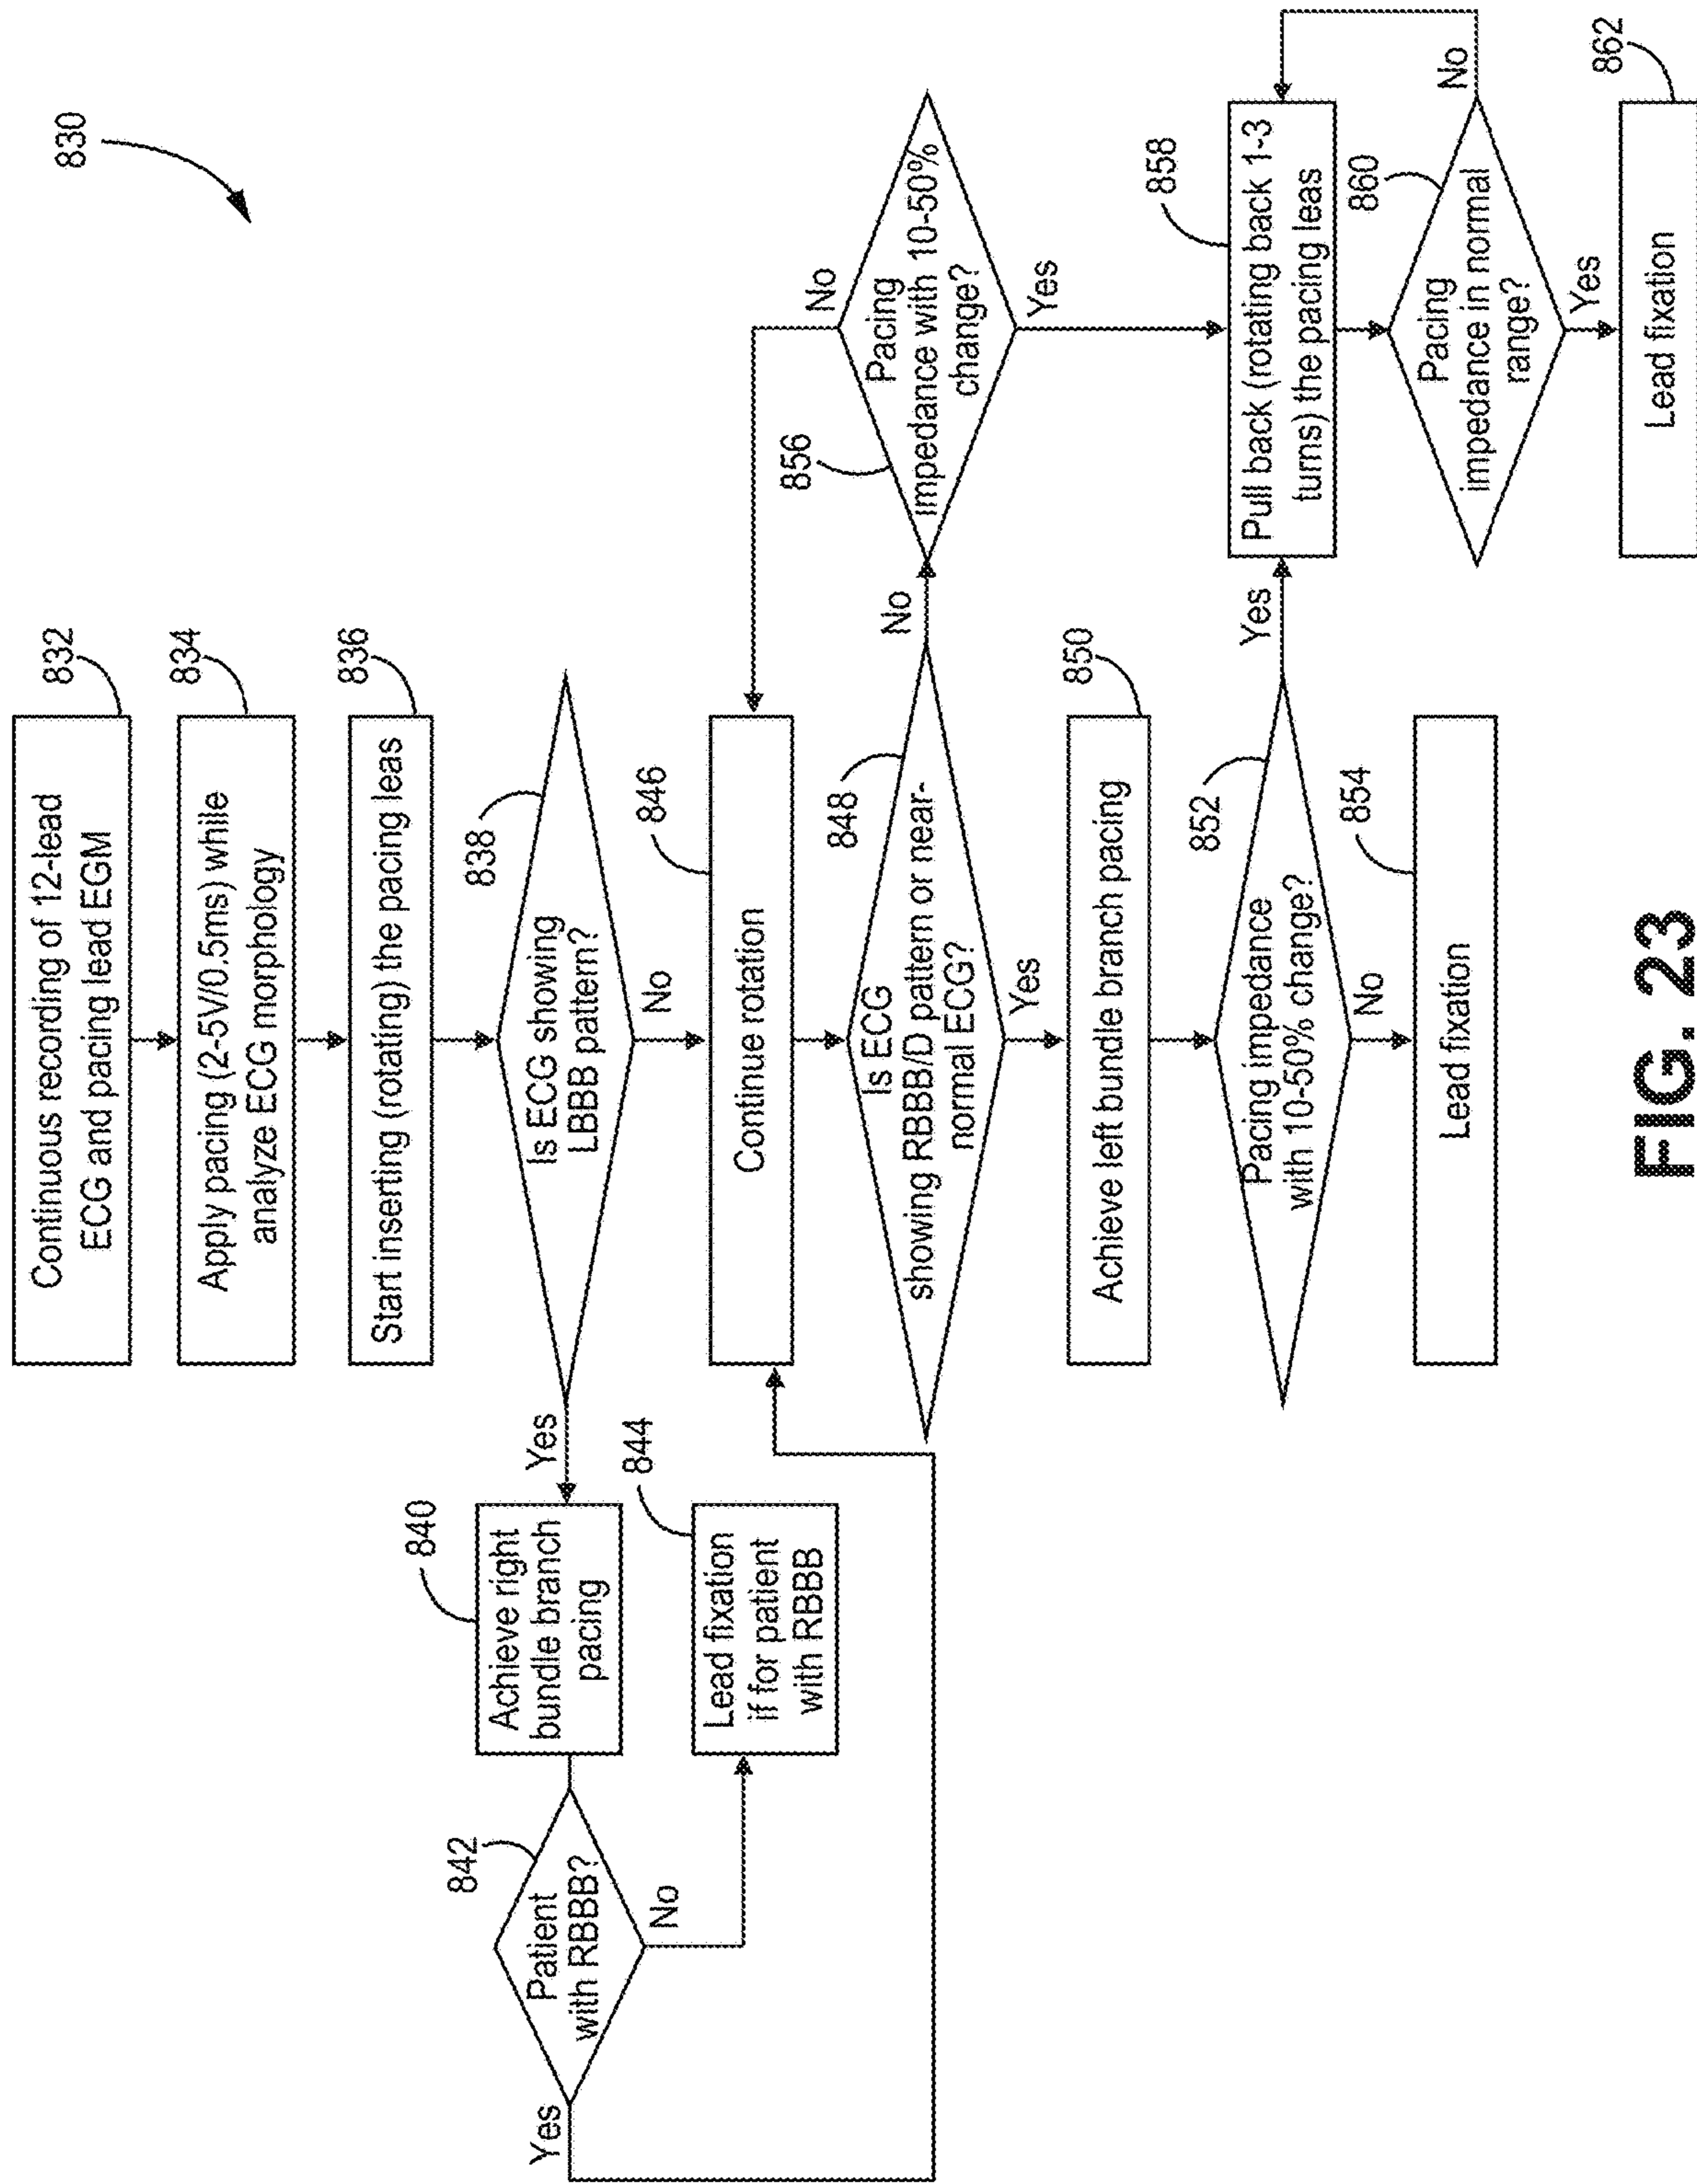 830
Continuous recording of 12-lead
ECG and pacing lead EGM
832
Apply pacing (2-5V/0.5ms) while
analyze ECG morphology
834
Start inserting (rotating) the pacing leas
836
Is ECG showing
LBBB pattern?
838
Yes
No
Achieve right
bundle branch
pacing
840
Patient
with RBBB?
842
Yes
No
Lead fixation
if for patient
with RBBB
844
Continue rotation
846
Is ECG
showing RBBB/D pattern or near-
normal ECG?
848
No
Yes
Pacing
impedance with 10-50%
change?
856
No
Yes
Achieve left bundle branch pacing
850
Pacing impedance
with 10-50% change?
852
Yes
No
Lead fixation
854
Pull back (rotating back 1-3
turns) the pacing leas
858
Pacing
impedance in normal
range?
860
No
Yes
Lead fixation
862
FIG. 23